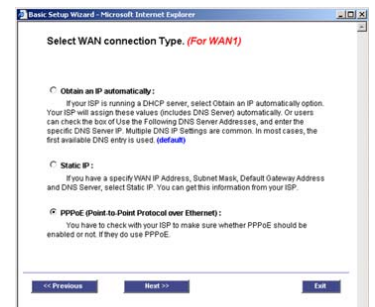 Basic Setup Wizard - Microsoft Internet Explorer
Select WAN connection Type. (For WAN1)
Obtain an IP automatically :
If your ISP is running a DHCP server, select Obtain an IP automatically option.
Your ISP will assign these values (includes DNS Server) automatically. Or users
can check the box of Use the Following DNS Server Addresses, and enter the
specific DNS Server IP. Multiple DNS IP Settings are common. In most cases, the
first available DNS entry is used. (default)
Static IP :
If you have a specify WAN IP Address, Subnet Mask, Default Gateway Address
and DNS Server, select Static IP. You can get this information from your ISP.
PPPoE (Point-to-Point Protocol over Ethernet) :
You have to check with your ISP to make sure whether PPPoE should be
enabled or not. If they do use PPPoE.
<< Previous Next >> Exit